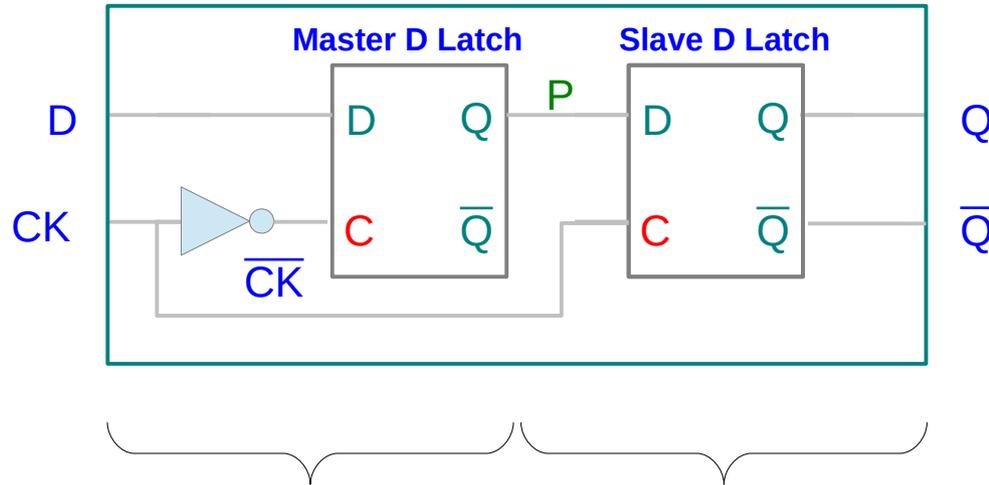 Master D Latch
Slave D Latch
P
D
D
Q
D
Q
Q
CK
C
Q̅
C
Q̅
Q̅
C̅K̅